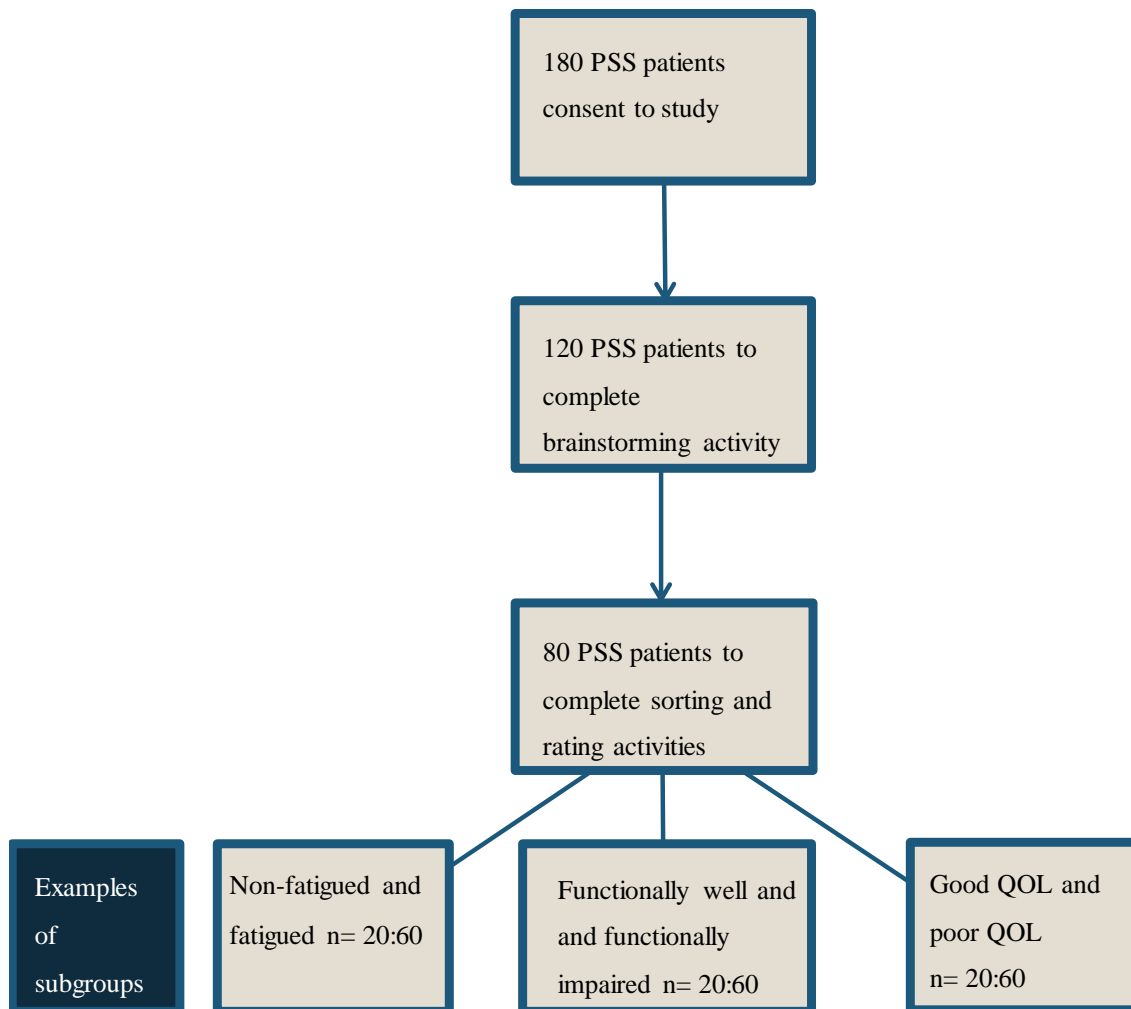 180 PSS patients
consent to study
120 PSS patients to
complete
brainstorming activity
80 PSS patients to
complete sorting and
rating activities
Examples
of
subgroups
Non-fatigued and
fatigued n= 20:60
Functionally well and
and functionally
impaired n= 20:60
Good QOL and
poor QOL
n= 20:60